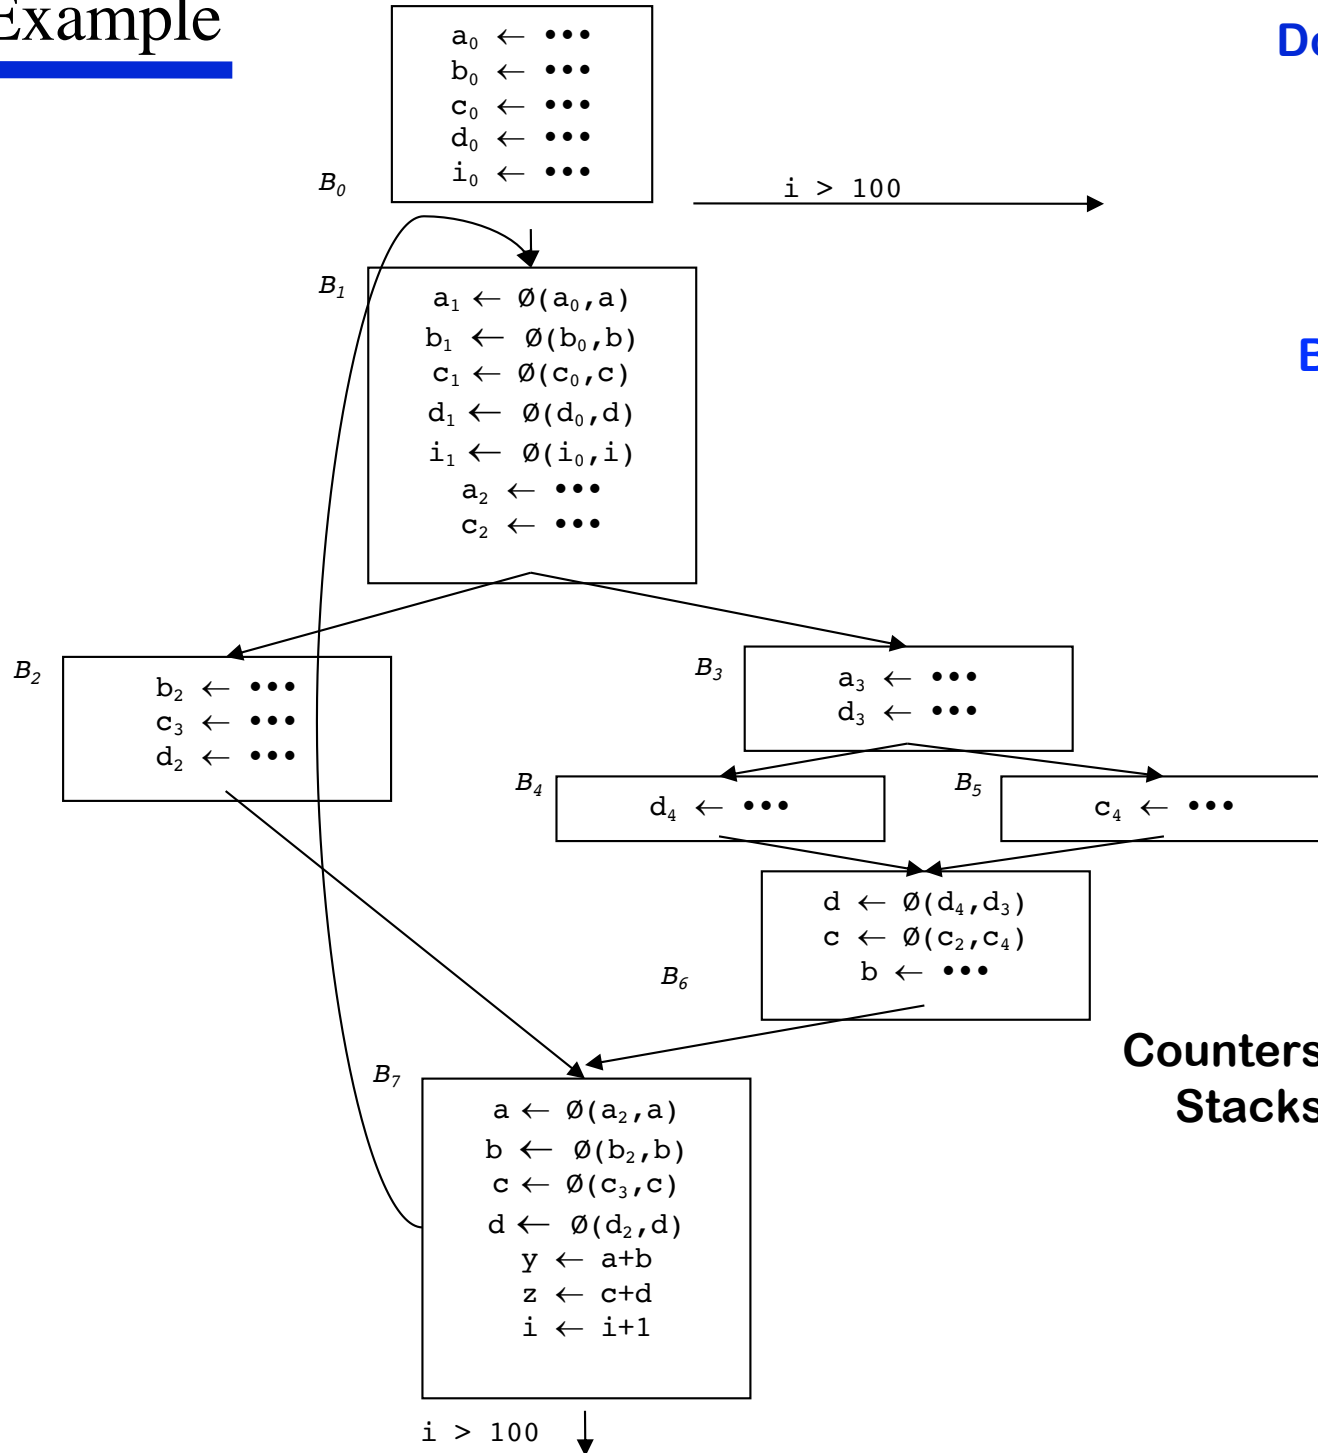 Example
a₀ ← •••
b₀ ← •••
c₀ ← •••
d₀ ← •••
i₀ ← •••
B₀
i > 100
B₁
a₁ ← Ø(a₀,a)
b₁ ← Ø(b₀,b)
c₁ ← Ø(c₀,c)
d₁ ← Ø(d₀,d)
i₁ ← Ø(i₀,i)
a₂ ← •••
c₂ ← •••
B₂
b₂ ← •••
c₃ ← •••
d₂ ← •••
B₃
a₃ ← •••
d₃ ← •••
B₄
d₄ ← •••
B₅
c₄ ← •••
d ← Ø(d₄,d₃)
c ← Ø(c₂,c₄)
b ← •••
B₆
Counters
Stacks
B₇
a ← Ø(a₂,a)
b ← Ø(b₂,b)
c ← Ø(c₃,c)
d ← Ø(d₂,d)
y ← a+b
z ← c+d
i ← i+1
i > 100